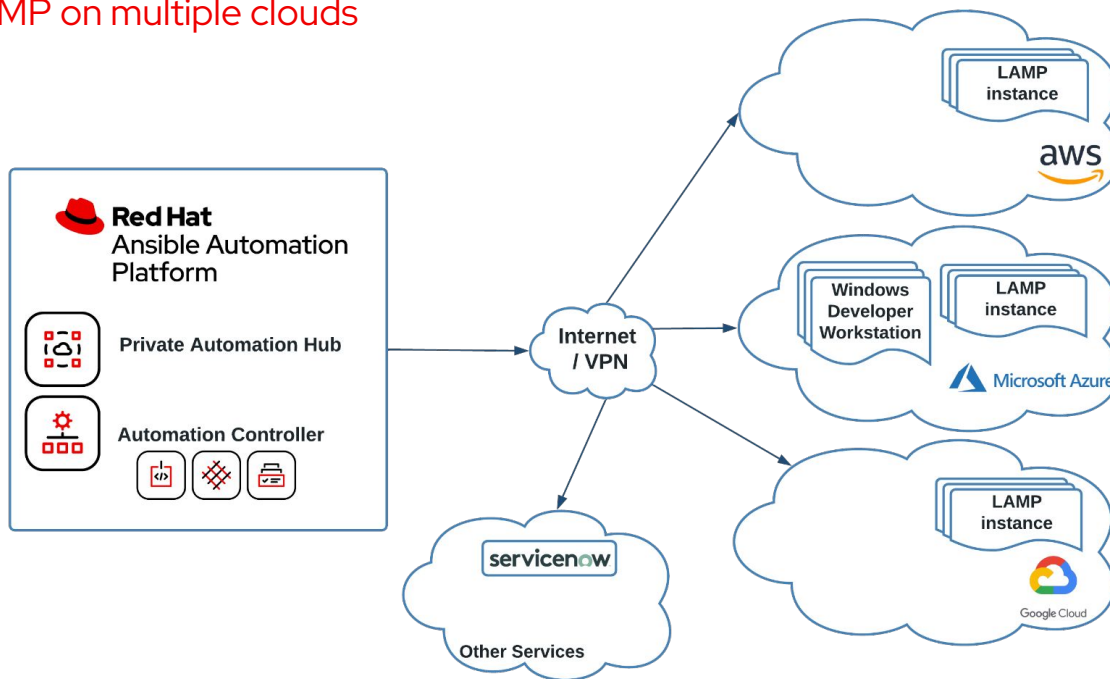 MP on multiple clouds
LAMP
instance
aws
Red Hat
Ansible Automation
Platform
Windows
Developer
Workstation
LAMP
instance
Internet
/ VPN
Private Automation Hub
Microsoft Azure
Automation Controller
</>
LAMP
instance
servicenow
Google Cloud
Other Services